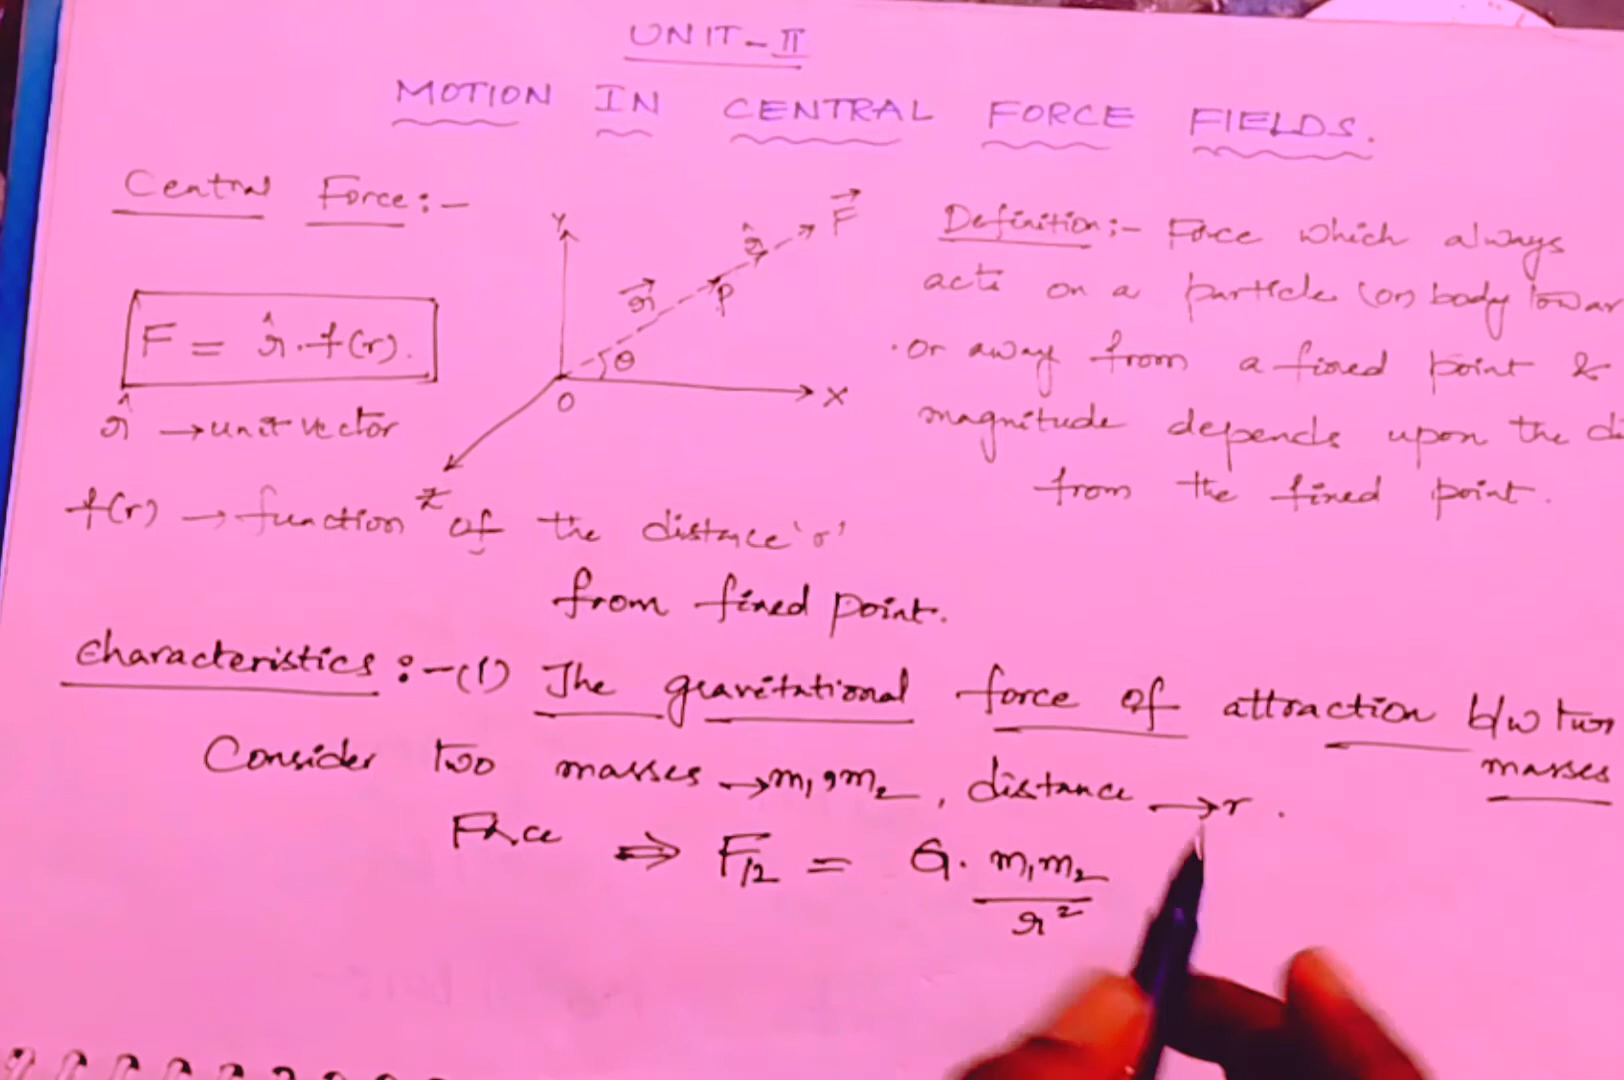 UNIT-II
MOTION IN CENTRAL FORCE FIELDS.
Central Force:-
F = r̂.f(r).
r̂ → unit vector
f(r) → function of the distance 'r'
from fixed point.
Y
X
Z
O
θ
r⃗
P
r̂
F⃗
Definition:- Force which always
acts on a particle (or) body towar
or away from a fixed point &
magnitude depends upon the di
from the fixed point.
Characteristics:-(1) The gravitational force of attraction b/w two
masses
Consider two masses → m₁, m₂, distance → r.
Force ⇒ F₁₂ = G. m₁m₂
r²